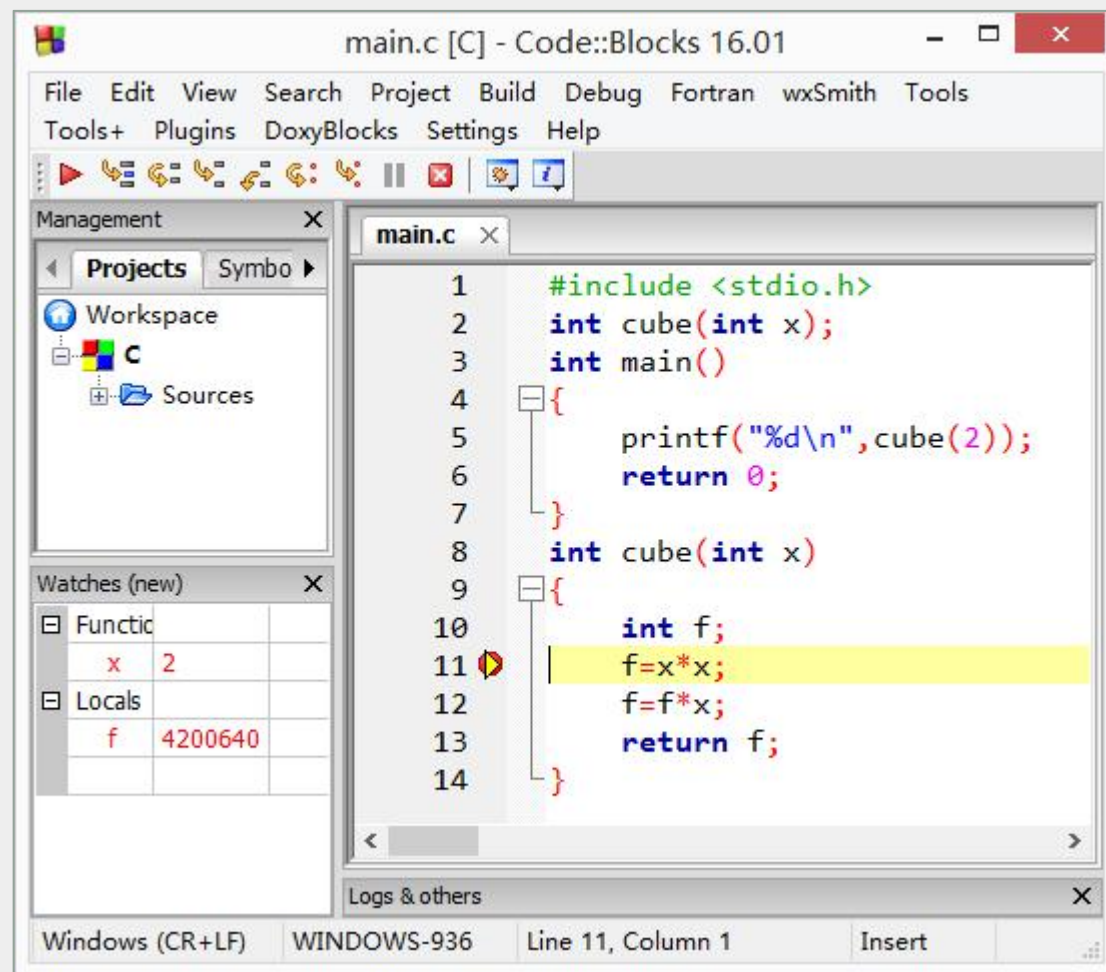 main.c [C] - Code::Blocks 16.01
File Edit View Search Project Build Debug Fortran wxSmith Tools
Tools+ Plugins DoxyBlocks Settings Help
Management
Projects Symbo
Workspace
C
Sources
Watches (new)
Functio
x 2
Locals
f 4200640
main.c
1 #include <stdio.h>
2 int cube(int x);
3 int main()
4 {
5 printf("%d\n",cube(2));
6 return 0;
7 }
8 int cube(int x)
9 {
10 int f;
11 f=x*x;
12 f=f*x;
13 return f;
14 }
Logs & others
Windows (CR+LF) WINDOWS-936 Line 11, Column 1 Insert